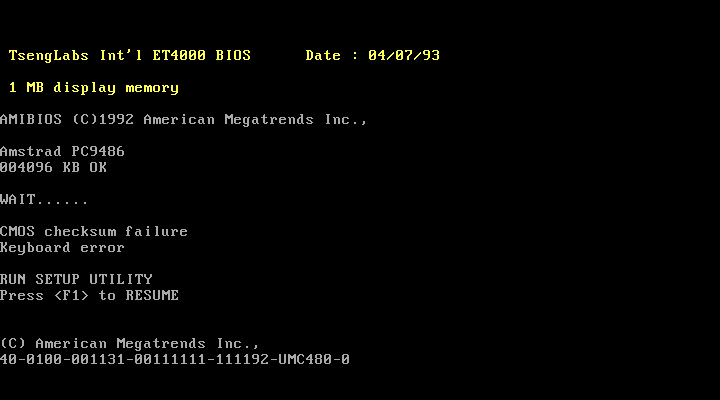 TsengLabs Int'l ET4000 BIOS Date : 04/07/93
1 MB display memory
AMIBIOS (C)1992 American Megatrends Inc.,
Amstrad PC9486
004096 KB OK
WAIT......
CMOS checksum failure
Keyboard error
RUN SETUP UTILITY
Press <F1> to RESUME
(C) American Megatrends Inc.,
40-0100-001131-00111111-111192-UMC480-0